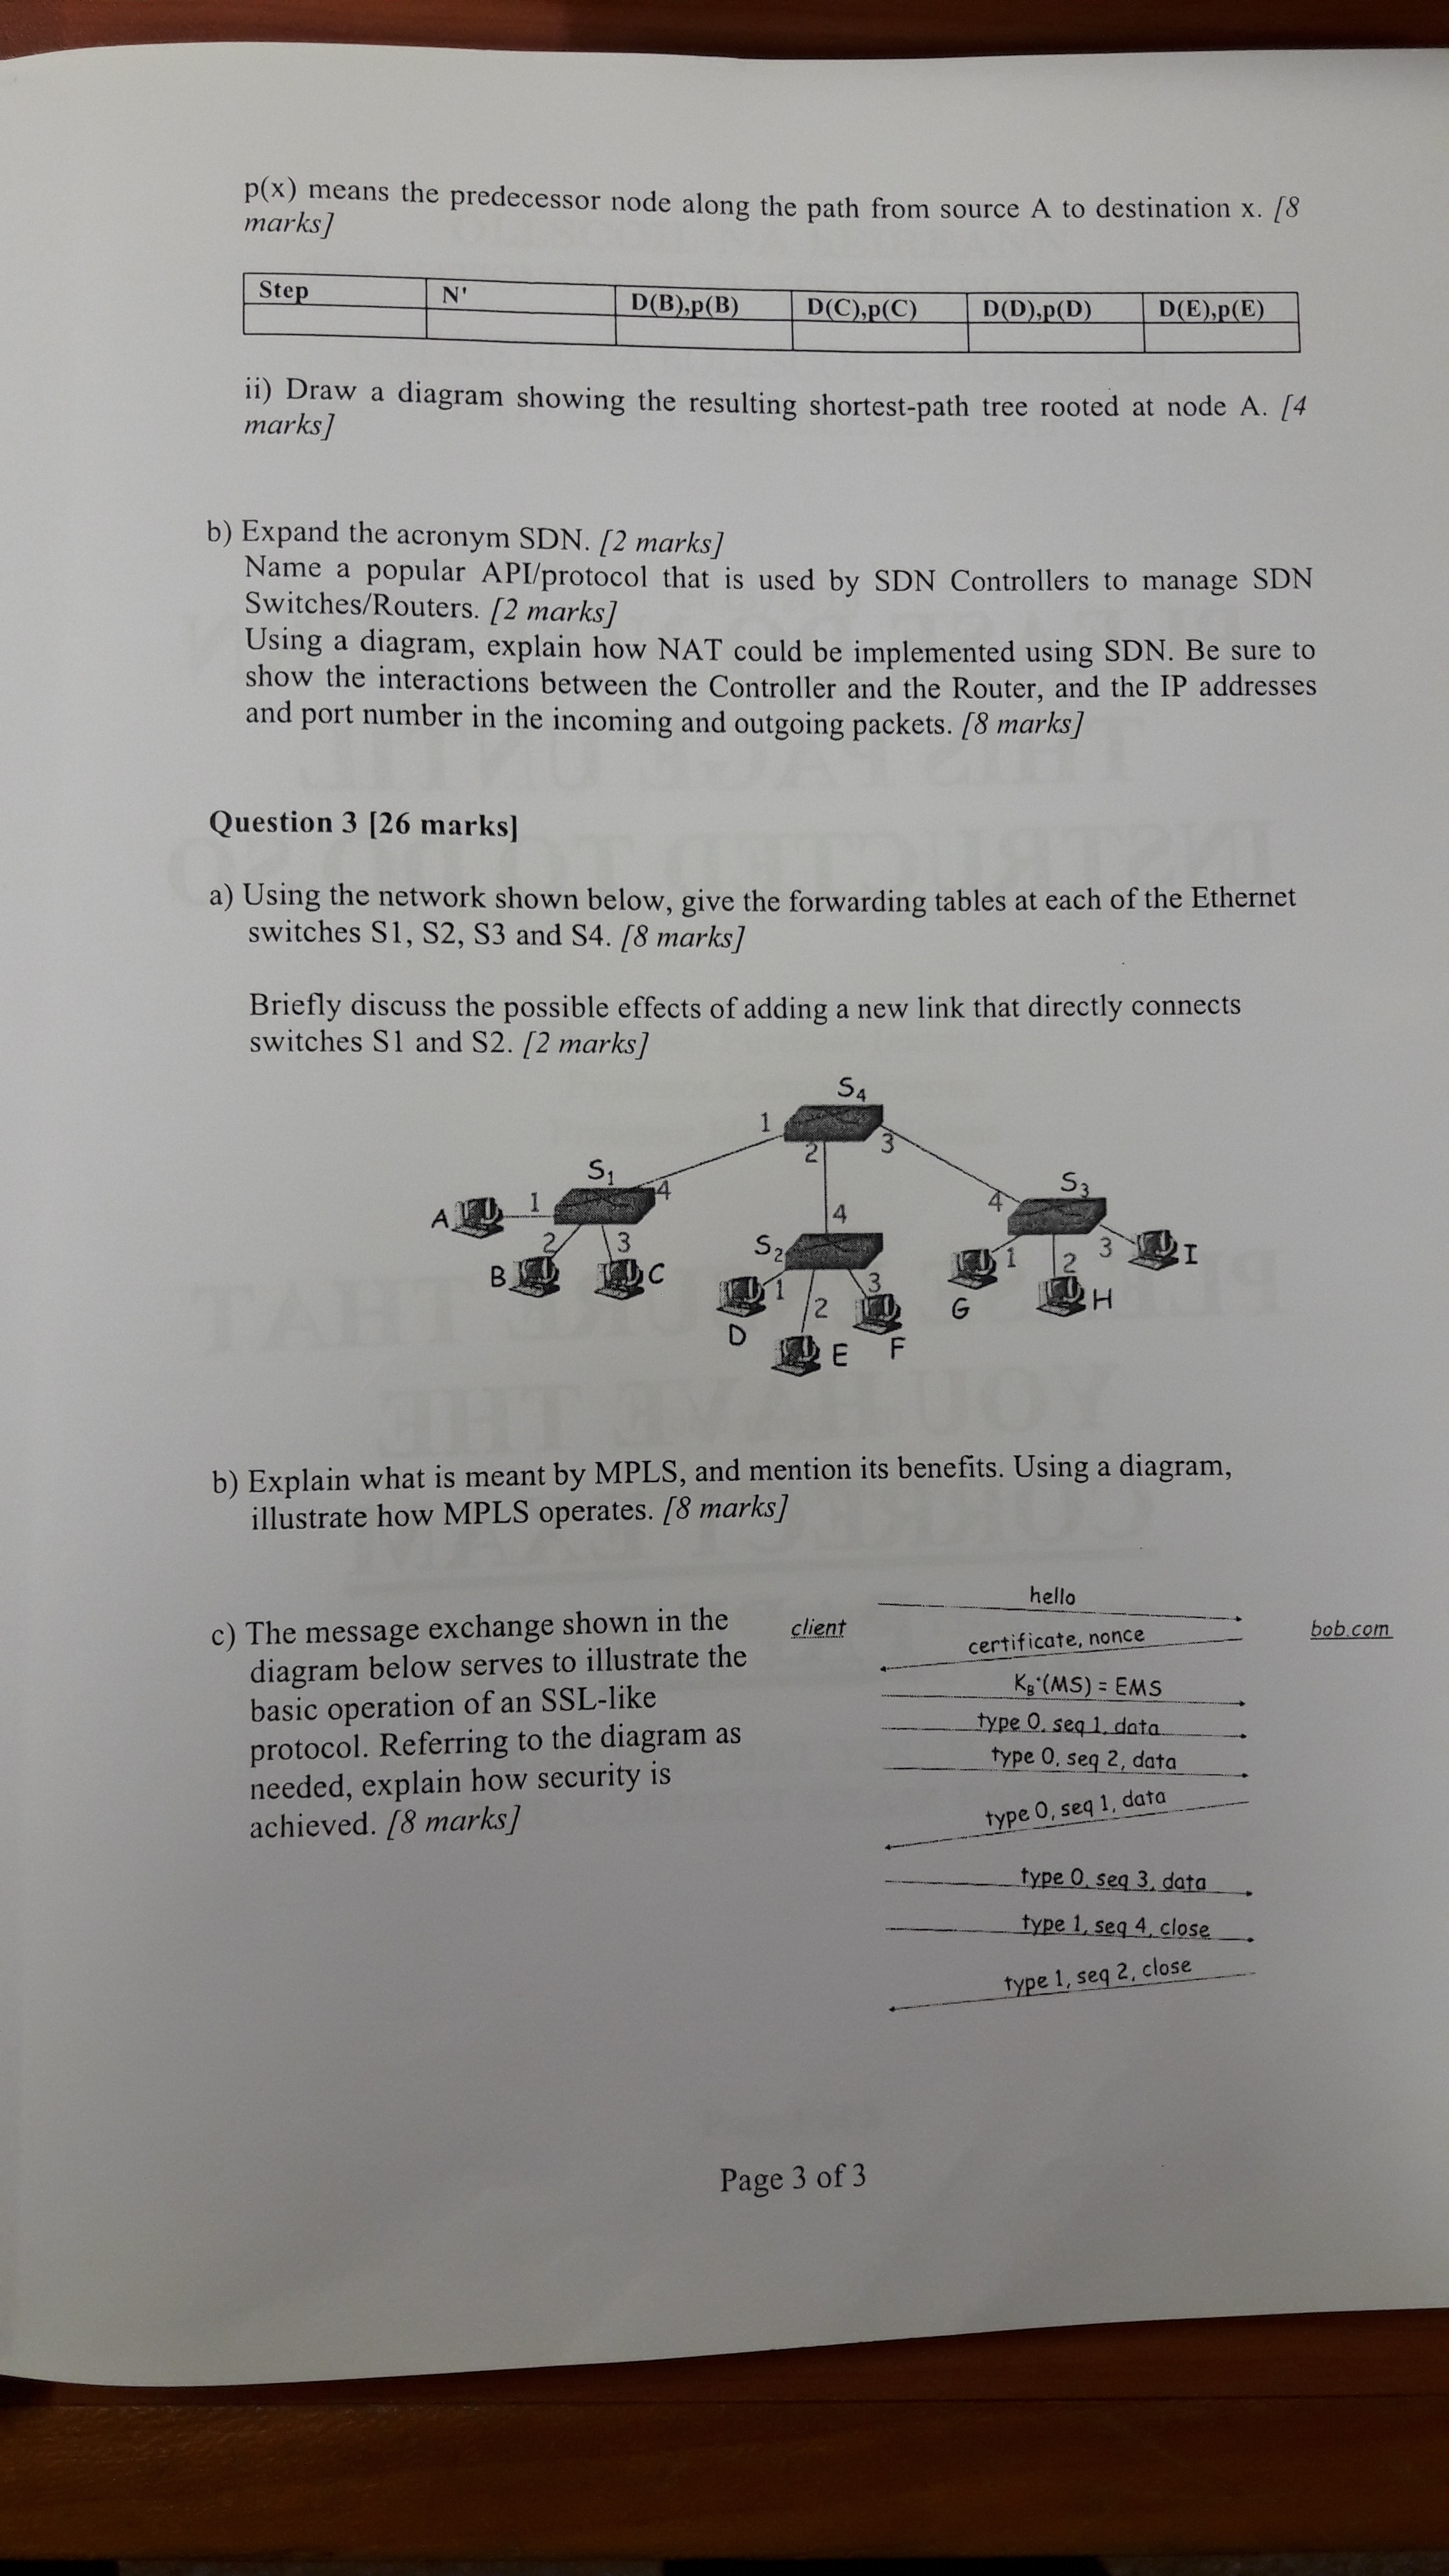 p(x) means the predecessor node along the path from source A to destination x. [8
marks]
Step N' D(B),p(B) D(C),p(C) D(D),p(D) D(E),p(E)
ii) Draw a diagram showing the resulting shortest-path tree rooted at node A. [4
marks]
b) Expand the acronym SDN. [2 marks]
Name a popular API/protocol that is used by SDN Controllers to manage SDN
Switches/Routers. [2 marks]
Using a diagram, explain how NAT could be implemented using SDN. Be sure to
show the interactions between the Controller and the Router, and the IP addresses
and port number in the incoming and outgoing packets. [8 marks]
Question 3 [26 marks]
a) Using the network shown below, give the forwarding tables at each of the Ethernet
switches S1, S2, S3 and S4. [8 marks]
Briefly discuss the possible effects of adding a new link that directly connects
switches S1 and S2. [2 marks]
S4
1
2
3
S1
4
A
1
2
3
B
C
S2
4
1
2
3
D
E
F
S3
4
1
2
3
G
H
I
b) Explain what is meant by MPLS, and mention its benefits. Using a diagram,
illustrate how MPLS operates. [8 marks]
c) The message exchange shown in the
diagram below serves to illustrate the
basic operation of an SSL-like
protocol. Referring to the diagram as
needed, explain how security is
achieved. [8 marks]
client
bob.com
hello
certificate, nonce
KB+(MS) = EMS
type 0, seq 1, data
type 0, seq 2, data
type 0, seq 1, data
type 0, seq 3, data
type 1, seq 4, close
type 1, seq 2, close
Page 3 of 3